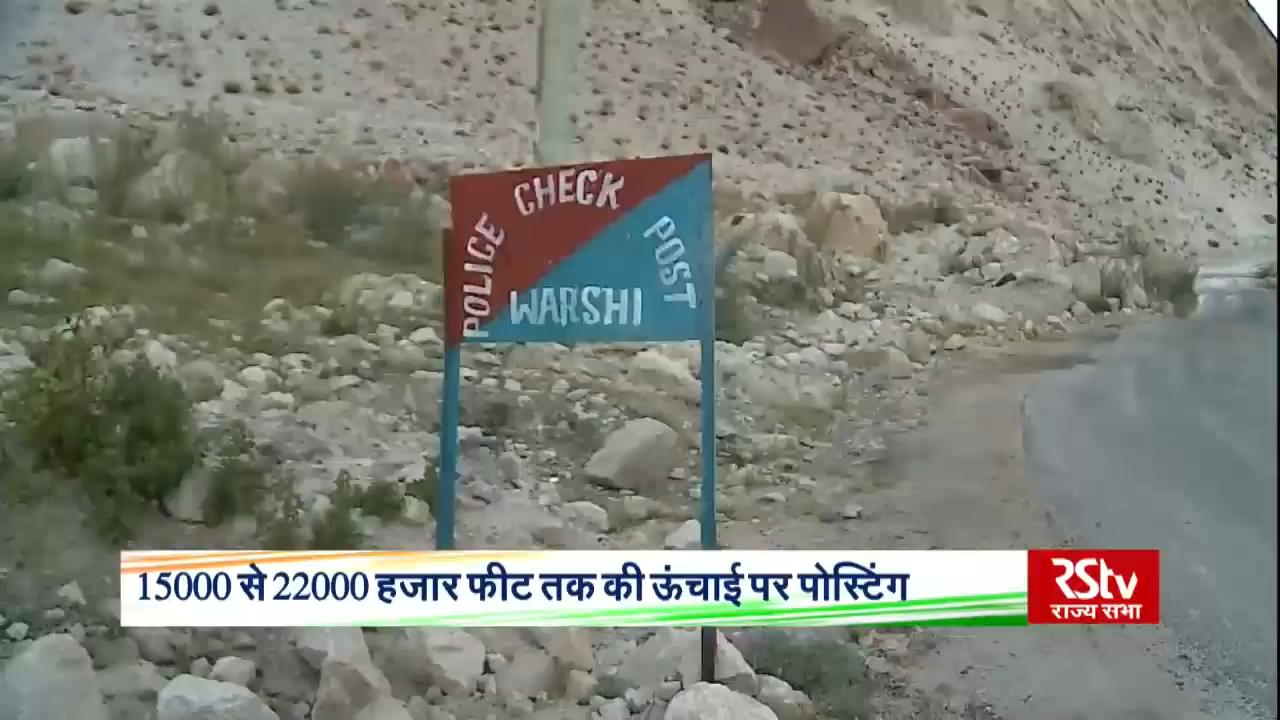 POLICE CHECK POST
WARSHI
15000 से 22000 हजार फीट तक की ऊंचाई पर पोस्टिंग
RStv
राज्य सभा